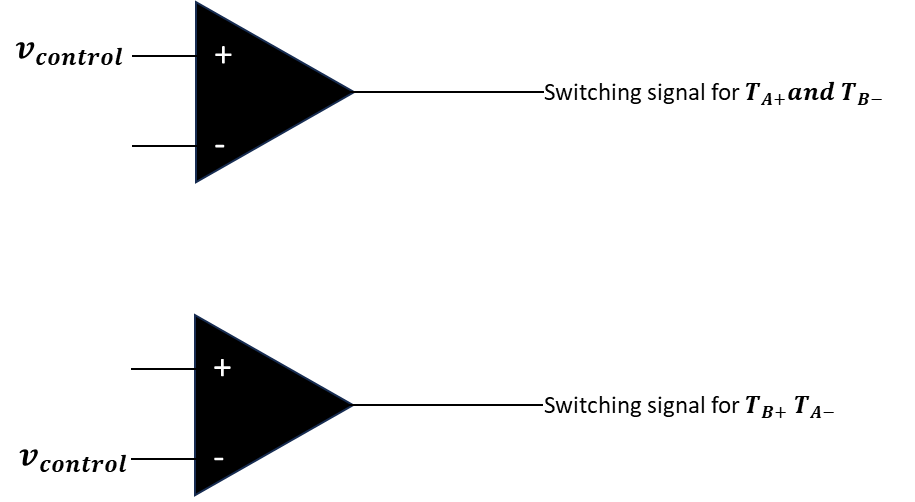 v_control
+
Switching signal for T_A+ and T_B−
-
+
Switching signal for T_B+ T_A−
v_control
-